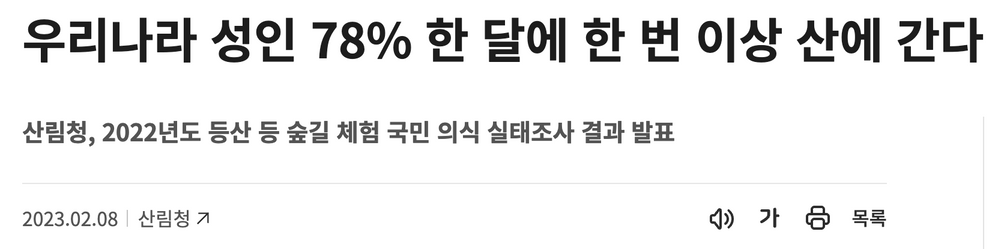 우리나라 성인 78% 한 달에 한 번 이상 산에 간다
산림청, 2022년도 등산 등 숲길 체험 국민 의식 실태조사 결과 발표
2023.02.08 산림청
가 목록